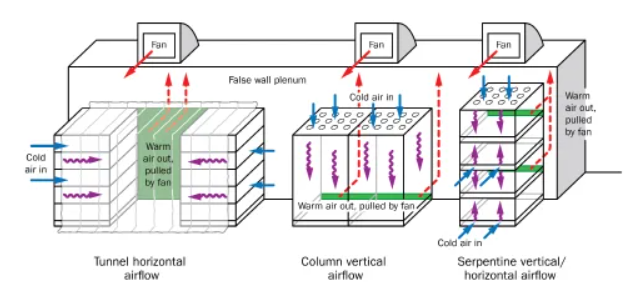 Fan
Fan
Fan
False wall plenum
Cold air in
Warm
air out,
pulled
by fan
Cold
air in
Warm
air out,
pulled
by fan
Warm air out, pulled by fan
Cold air in
Tunnel horizontal
airflow
Column vertical
airflow
Serpentine vertical/
horizontal airflow